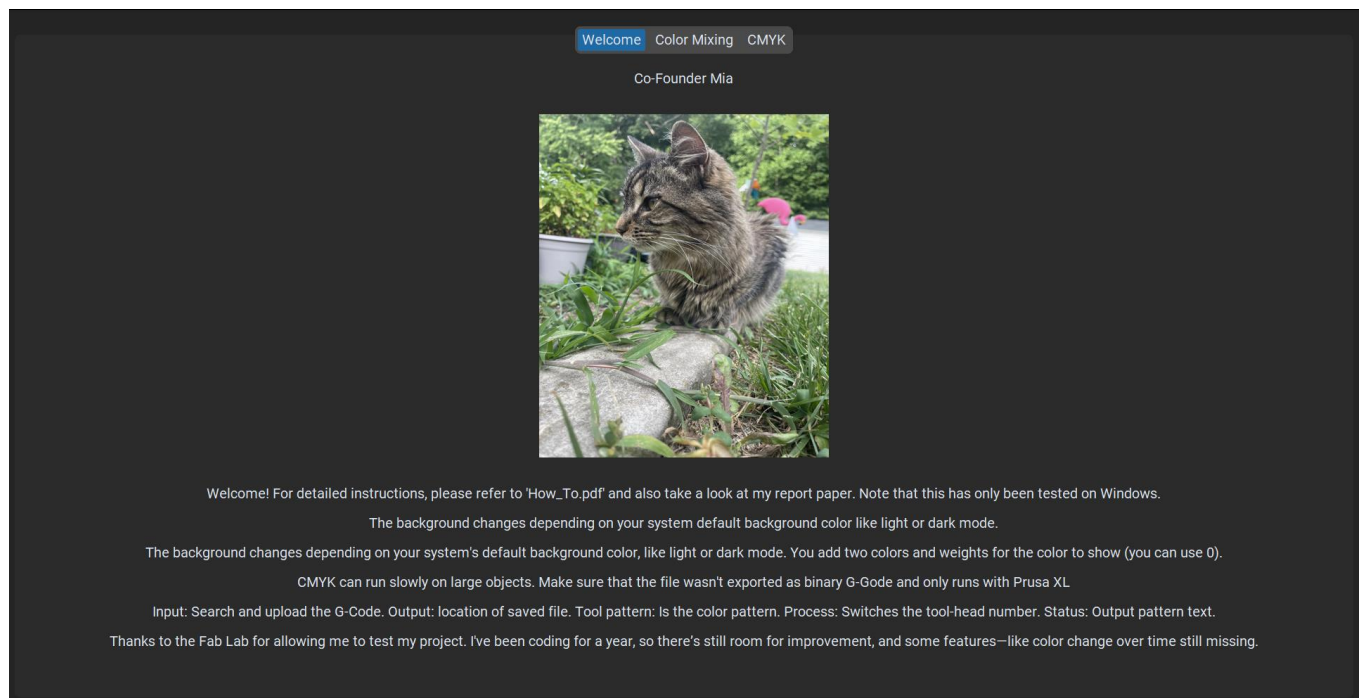 Welcome Color Mixing CMYK
Co-Founder Mia
Welcome! For detailed instructions, please refer to 'How_To.pdf' and also take a look at my report paper. Note that this has only been tested on Windows.
The background changes depending on your system default background color like light or dark mode.
The background changes depending on your system's default background color, like light or dark mode. You add two colors and weights for the color to show (you can use 0).
CMYK can run slowly on large objects. Make sure that the file wasn't exported as binary G-Gode and only runs with Prusa XL
Input: Search and upload the G-Code. Output: location of saved file. Tool pattern: Is the color pattern. Process: Switches the tool-head number. Status: Output pattern text.
Thanks to the Fab Lab for allowing me to test my project. I've been coding for a year, so there's still room for improvement, and some features—like color change over time still missing.